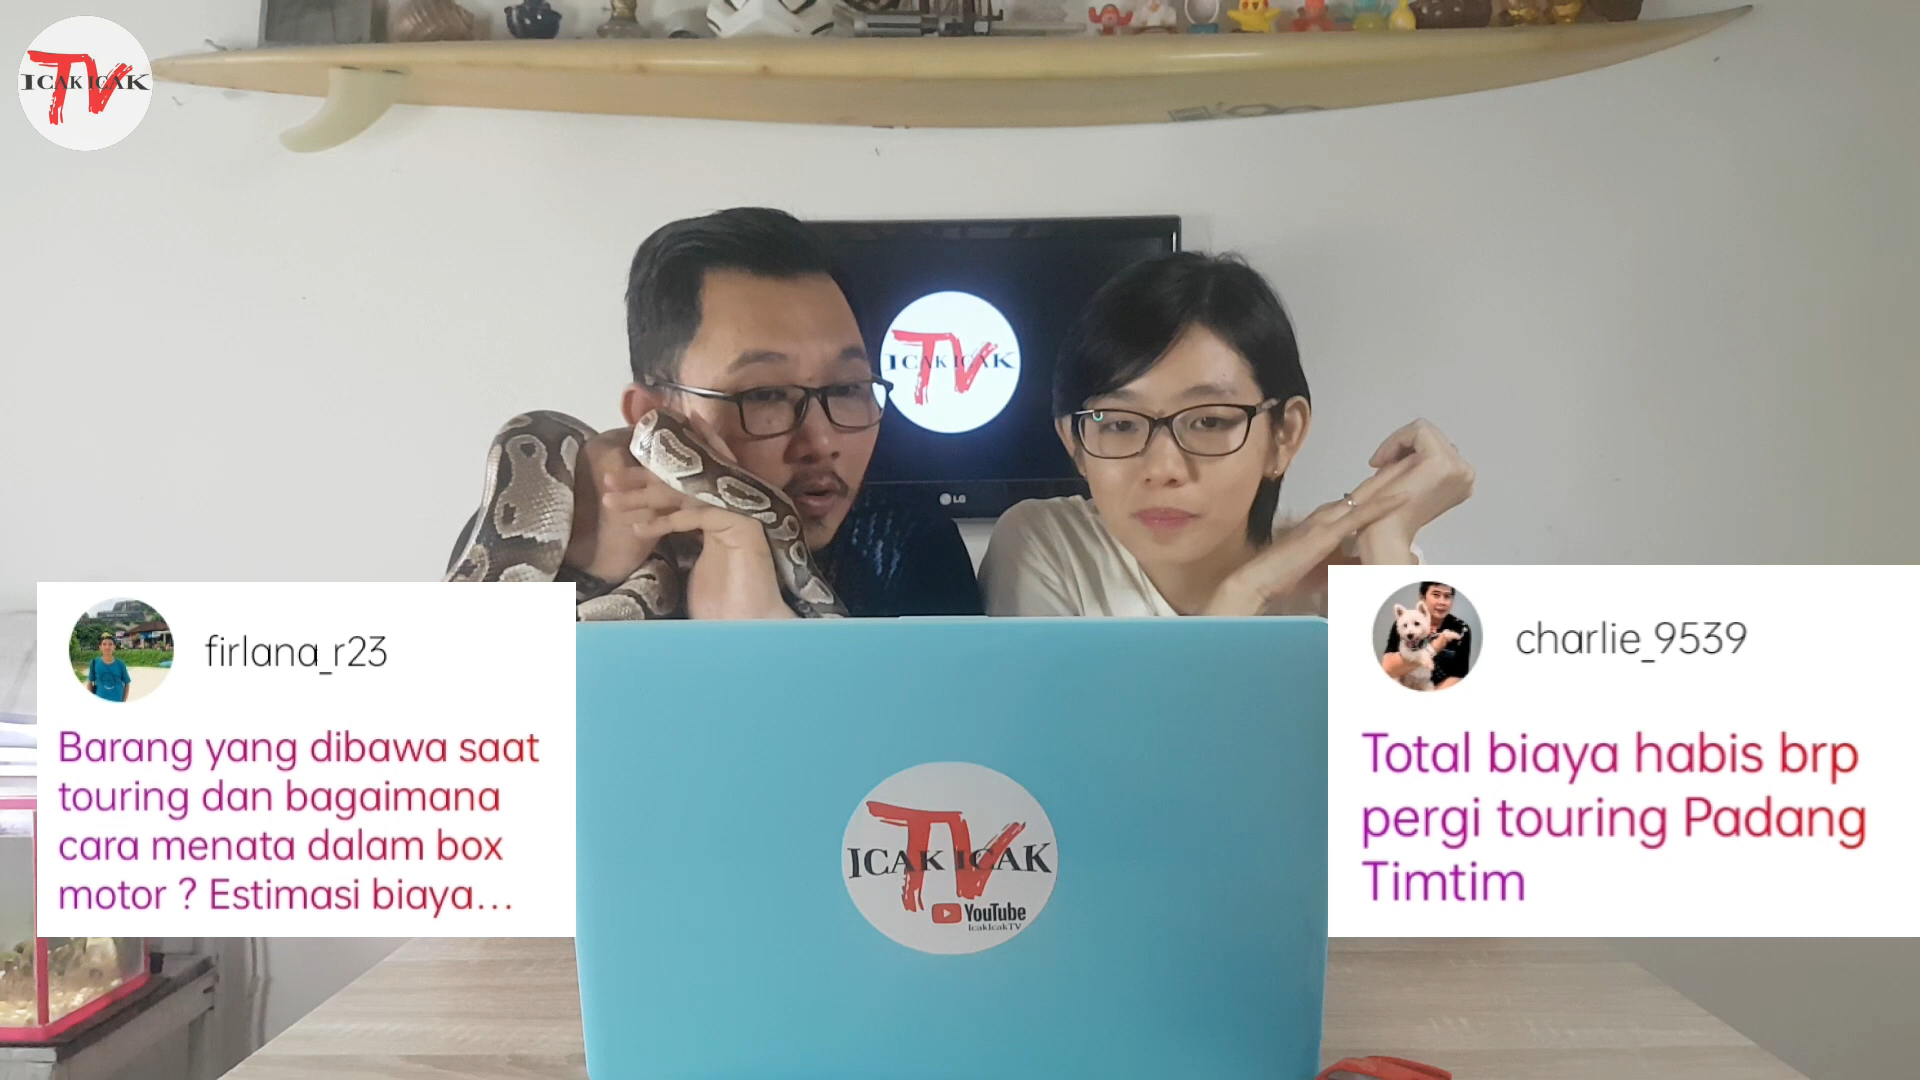 ICAK ICAK
TV
ICAK ICAK
TV
LG
firlana_r23
Barang yang dibawa saat
touring dan bagaimana
cara menata dalam box
motor ? Estimasi biaya...
charlie_9539
Total biaya habis brp
pergi touring Padang
Timtim
ICAK ICAK
TV
YouTube
IcakIcakTV